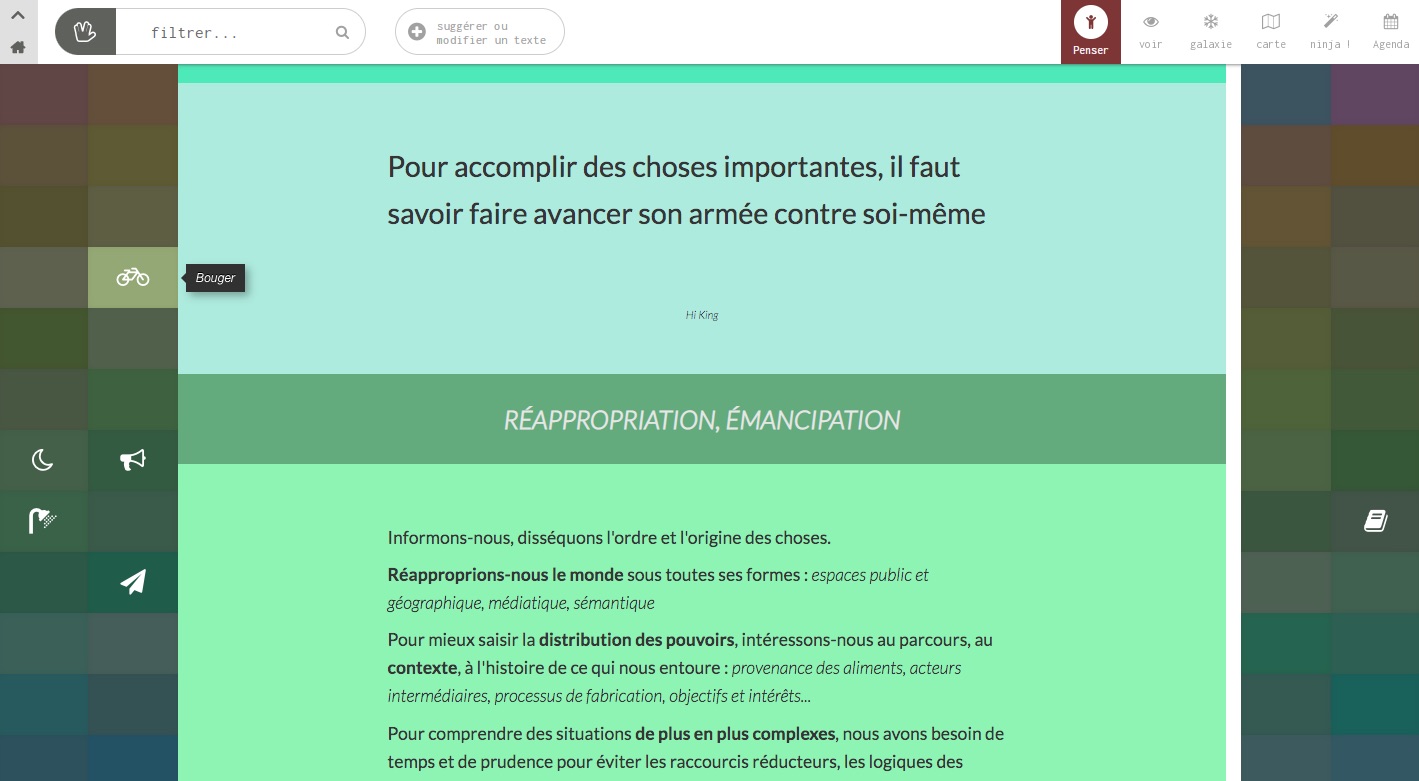 filtrer...
suggérer ou
modifier un texte
Penser
voir
galaxie
carte
ninja !
Agenda
Pour accomplir des choses importantes, il faut
savoir faire avancer son armée contre soi-même
Bouger
Hi King
RÉAPPROPRIATION, ÉMANCIPATION
Informons-nous, disséquons l'ordre et l'origine des choses.
Réapproprions-nous le monde sous toutes ses formes : espaces public et
géographique, médiatique, sémantique
Pour mieux saisir la distribution des pouvoirs, intéressons-nous au parcours, au
contexte, à l'histoire de ce qui nous entoure : provenance des aliments, acteurs
intermédiaires, processus de fabrication, objectifs et intérêts...
Pour comprendre des situations de plus en plus complexes, nous avons besoin de
temps et de prudence pour éviter les raccourcis réducteurs, les logiques des